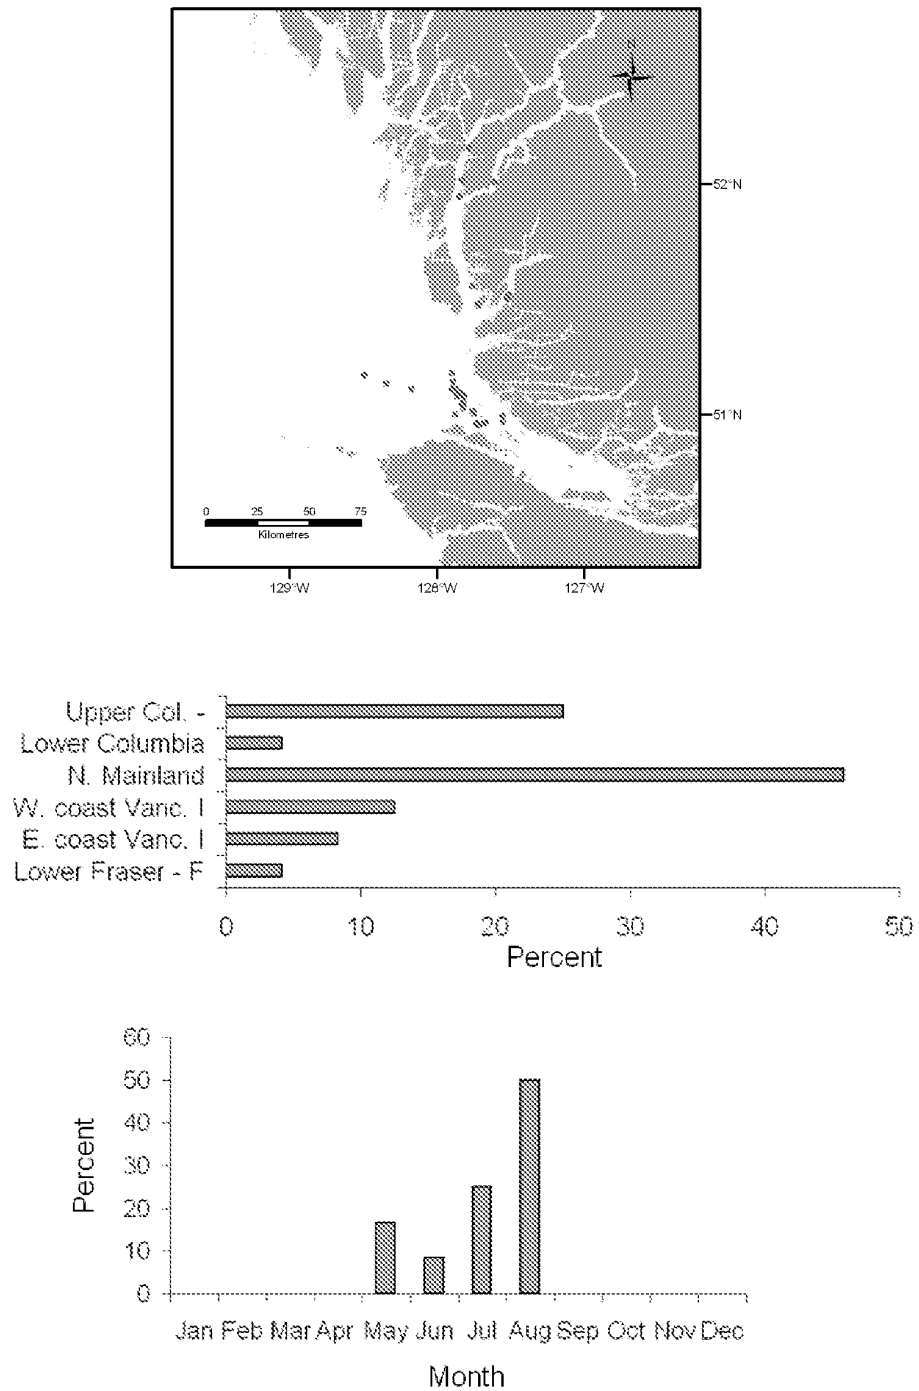 52°N
51°N
0 25 50 75
Kilometres
129°W 128°W 127°W
Upper Col. -
Lower Columbia
N. Mainland
W. coast Vanc. I
E. coast Vanc. I
Lower Fraser - F
0 10 20 30 40 50
Percent
60
50
40
30
20
10
0
Percent
Jan Feb Mar Apr May Jun Jul Aug Sep Oct Nov Dec
Month